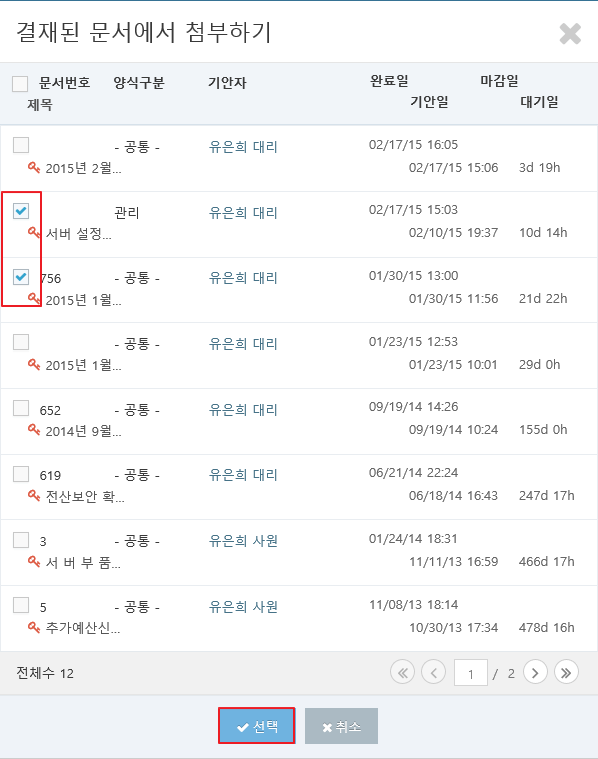 결재된 문서에서 첨부하기
문서번호 양식구분 기안자 완료일 마감일
제목 기안일 대기일
- 공통 - 유은희 대리 02/17/15 16:05
2015년 2월... 02/17/15 15:06 3d 19h
관리 유은희 대리 02/17/15 15:03
서버 설정... 02/10/15 19:37 10d 14h
756 - 공통 - 유은희 대리 01/30/15 13:00
2015년 1월... 01/30/15 11:56 21d 22h
- 공통 - 유은희 대리 01/23/15 12:53
2015년 1월... 01/23/15 10:01 29d 0h
652 - 공통 - 유은희 대리 09/19/14 14:26
2014년 9월... 09/19/14 10:24 155d 0h
619 - 공통 - 유은희 대리 06/21/14 22:24
전산보안 확... 06/18/14 16:43 247d 17h
3 - 공통 - 유은희 사원 01/24/14 18:31
서 버 부 품... 11/11/13 16:59 466d 17h
5 - 공통 - 유은희 사원 11/08/13 18:14
추가예산신... 10/30/13 17:34 478d 16h
전체수 12 1 / 2
선택 취소